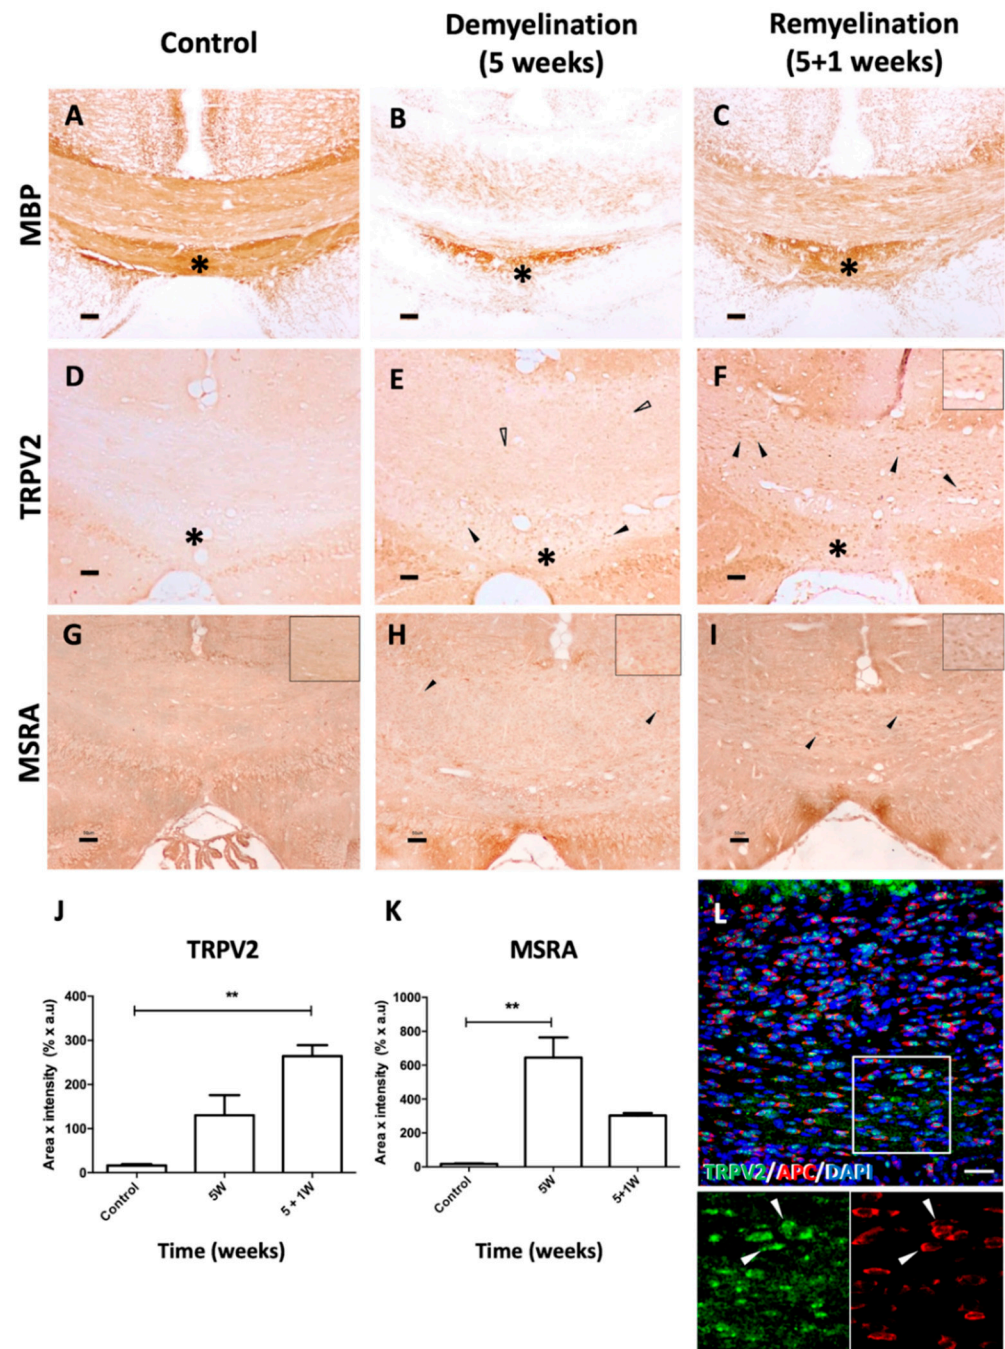 Control
Demyelination
(5 weeks)
Remyelination
(5+1 weeks)
MBP
A
B
C
*
*
*
TRPV2
D
E
F
*
*
*
MSRA
G
H
I
J
TRPV2
Area x intensity (% x a.u)
400
300
200
100
0
**
Control
5W
5 + 1W
Time (weeks)
K
MSRA
Area x intensity (% x a.u)
1000
800
600
400
200
0
**
Control
5W
5+1W
Time (weeks)
L
TRPV2/APC/DAPI